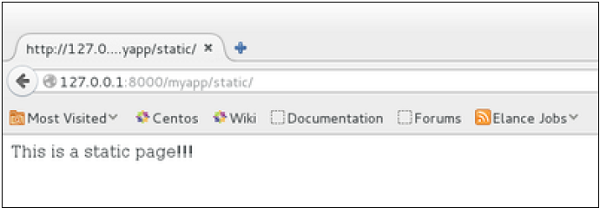 http://127.0....yapp/static/
127.0.0.1:8000/myapp/static/
Most Visited Centos Wiki Documentation Forums Elance Jobs
This is a static page!!!